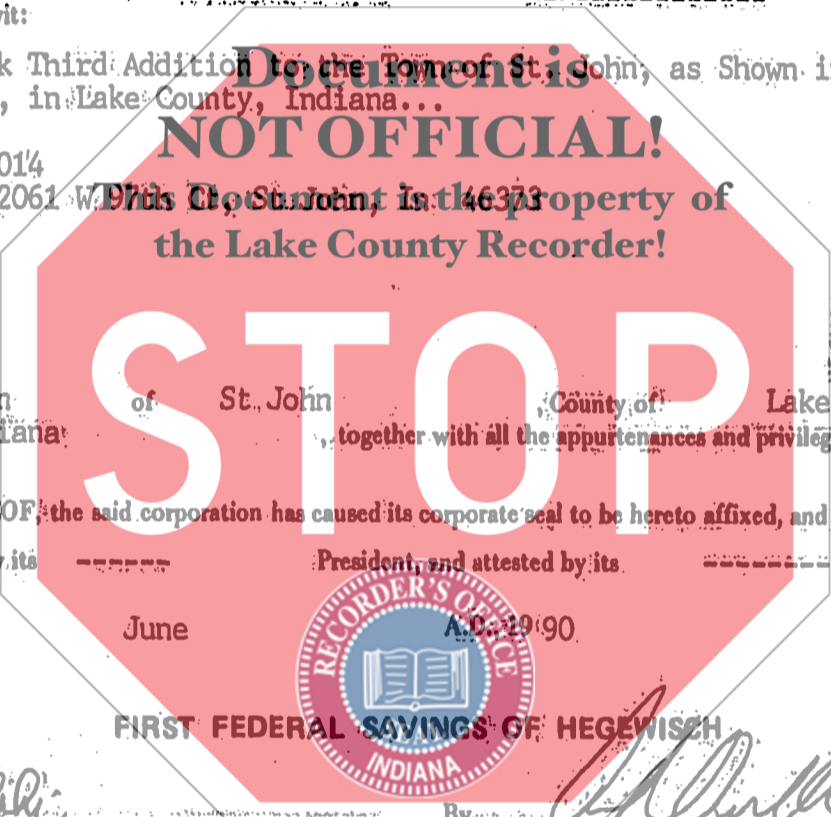 vit:
k Third Addition to the Town of St. John, as Shown i
, in Lake County, Indiana...
Document is
NOT OFFICIAL!
014
2061 W. 97th Ct, St. John, In 46373
This Document is the property of
the Lake County Recorder!
STOP
n of St. John , County of Lake
iana , together with all the appurtenances and privileg
OF, the said corporation has caused its corporate seal to be hereto affixed, and
its ------ President, and attested by its ---------
June A.D. 1990
RECORDER'S OFFICE
INDIANA
FIRST FEDERAL SAVINGS OF HEGEWISCH
By